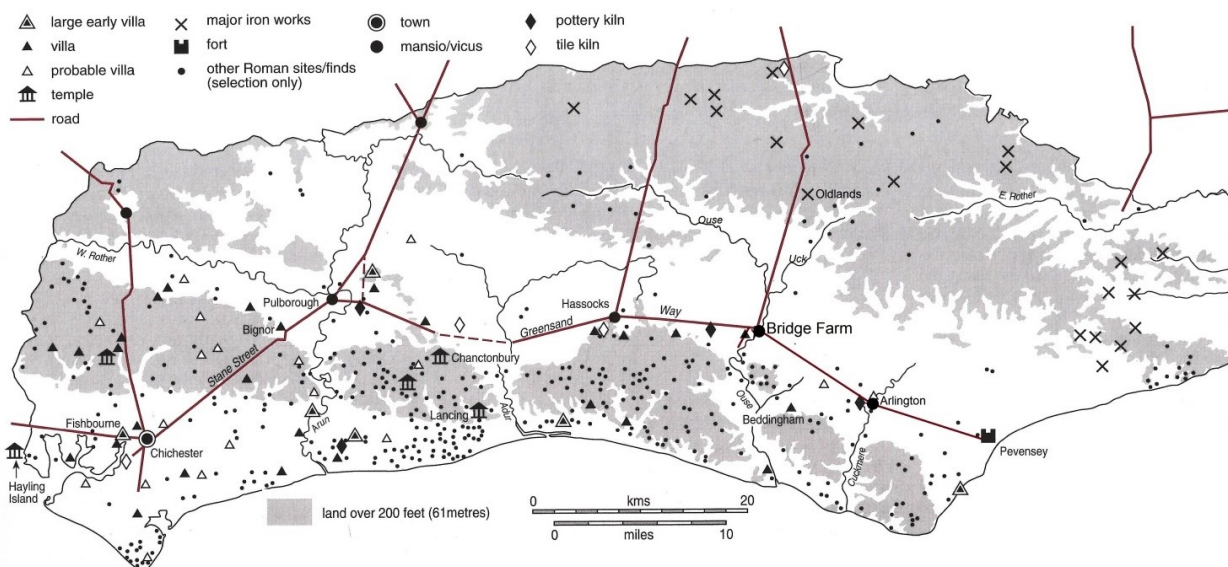 large early villa
villa
probable villa
temple
road
major iron works
fort
other Roman sites/finds
(selection only)
town
mansio/vicus
pottery kiln
tile kiln
Oldlands
E. Rother
Ouse
Uck
W. Rother
Pulborough
Hassocks
Way
Greensand
Bridge Farm
Bignor
Stane Street
Chanctonbury
Arlington
Lancing
Adur
Ouse
Beddingham
Fishbourne
Arun
Chichester
Cuckmere
Pevensey
Hayling
Island
land over 200 feet (61metres)
0 kms 20
0 miles 10